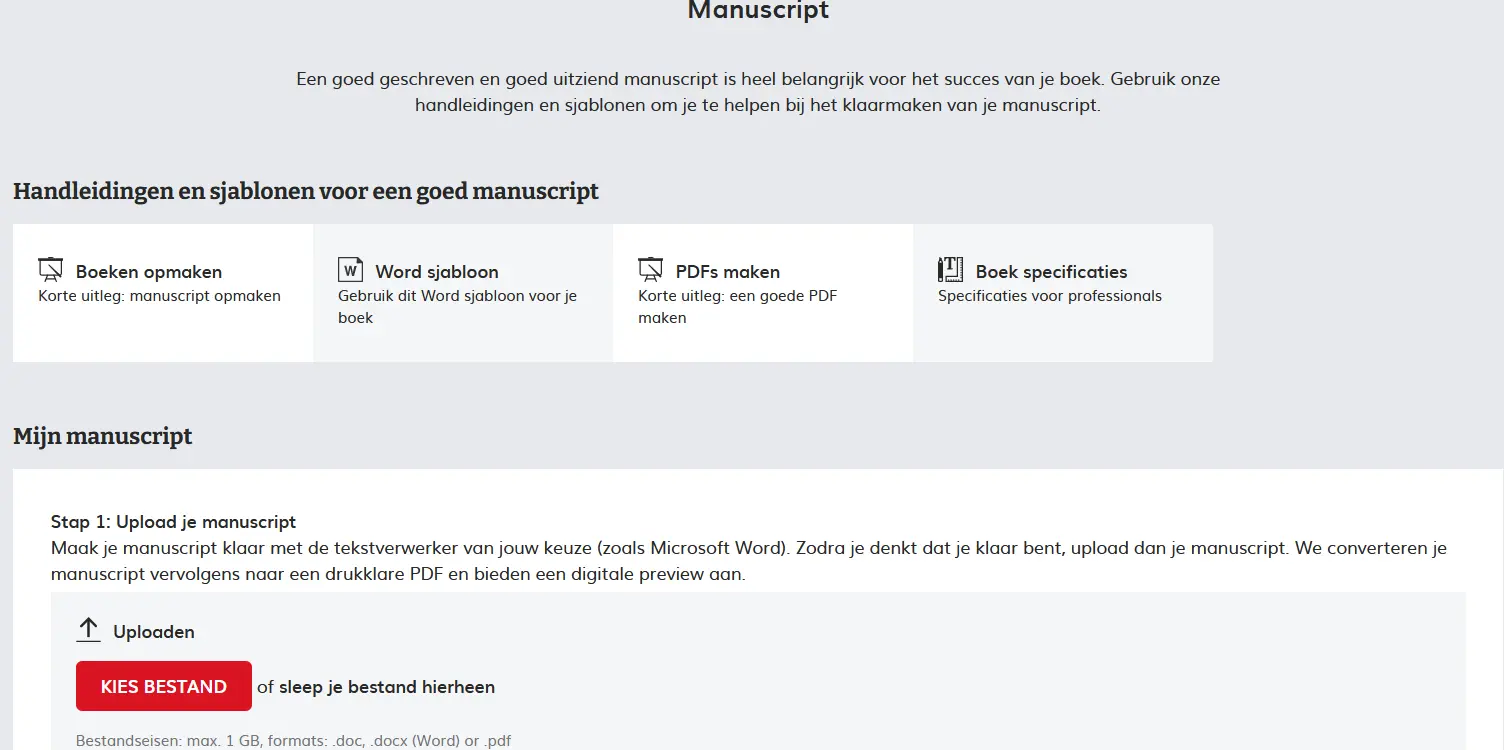 Manuscript
Een goed geschreven en goed uitziend manuscript is heel belangrijk voor het succes van je boek. Gebruik onze
handleidingen en sjablonen om je te helpen bij het klaarmaken van je manuscript.
Handleidingen en sjablonen voor een goed manuscript
Boeken opmaken
Korte uitleg: manuscript opmaken
W Word sjabloon
Gebruik dit Word sjabloon voor je
boek
PDFs maken
Korte uitleg: een goede PDF
maken
T Boek specificaties
Specificaties voor professionals
Mijn manuscript
Stap 1: Upload je manuscript
Maak je manuscript klaar met de tekstverwerker van jouw keuze (zoals Microsoft Word). Zodra je denkt dat je klaar bent, upload dan je manuscript. We converteren je
manuscript vervolgens naar een drukklare PDF en bieden een digitale preview aan.
Uploaden
KIES BESTAND of sleep je bestand hierheen
Bestandseisen: max. 1 GB, formats: .doc, .docx (Word) or .pdf